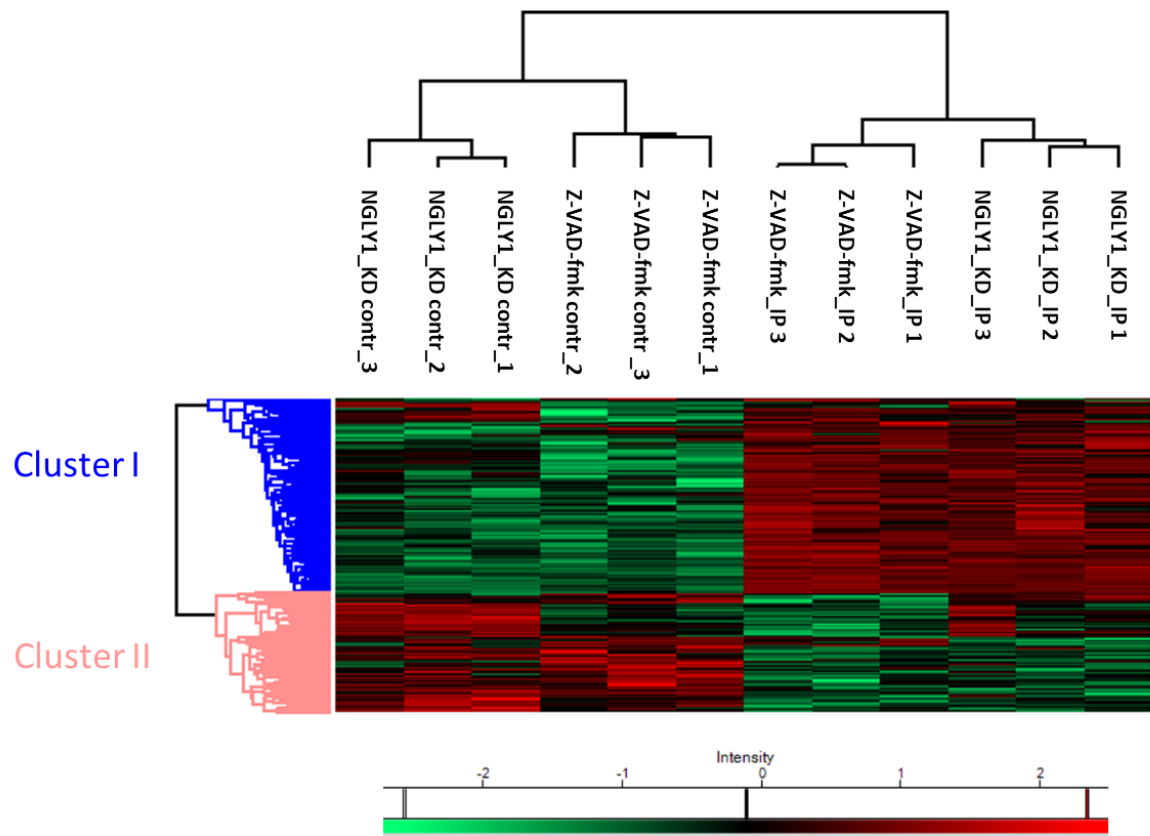 NGLY1_KD contr_3
NGLY1_KD contr_2
NGLY1_KD contr_1
Z-VAD-fmk contr_2
Z-VAD-fmk contr_3
Z-VAD-fmk contr_1
Z-VAD-fmk_IP 3
Z-VAD-fmk_IP 2
Z-VAD-fmk_IP 1
NGLY1_KD_IP 3
NGLY1_KD_IP 2
NGLY1_KD_IP 1
Cluster I
Cluster II
Intensity
-2 -1 0 1 2